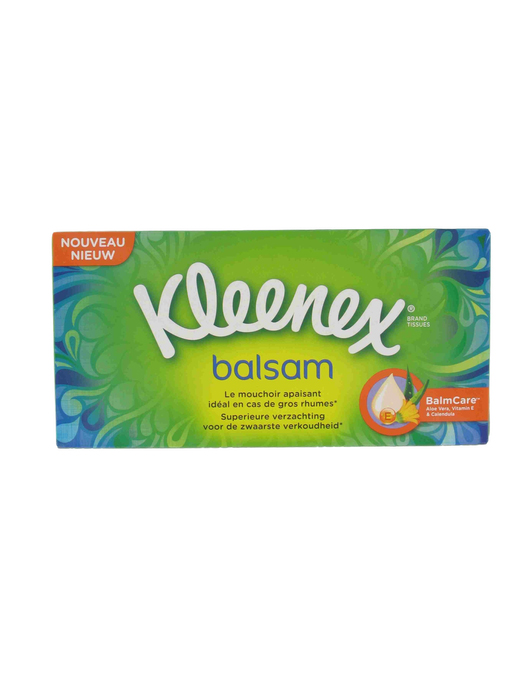 NOUVEAU
NIEUW
Kleenex®
BRAND
TISSUES
balsam
Le mouchoir apaisant
idéal en cas de gros rhumes*
Superieure verzachting
voor de zwaarste verkoudheid*
E
BalmCare™
Aloe Vera, Vitamin E
& Calendula